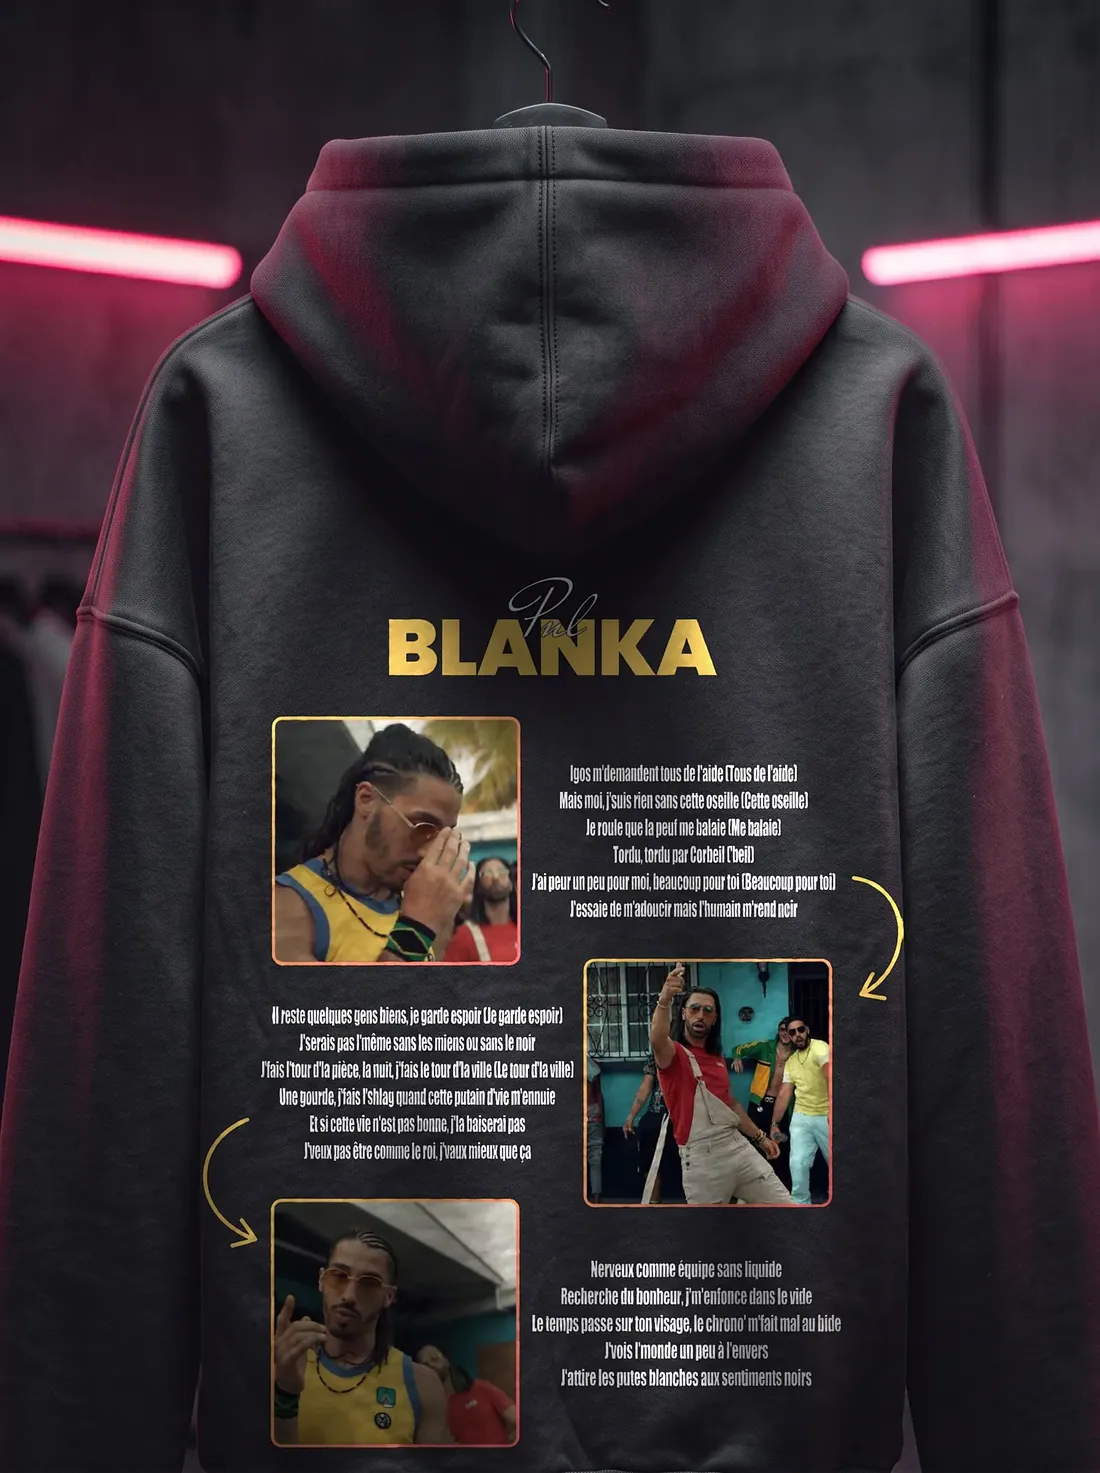 Pnl
BLANKA
Igos m'demandent tous de l'aide (Tous de l'aide)
Mais moi, j'suis rien sans cette oseille (Cette oseille)
Je roule que la peuf me balaie (Me balaie)
Tordu, tordu par Corbeil ('beil)
J'ai peur un peu pour moi, beaucoup pour toi (Beaucoup pour toi)
J'essaie de m'adoucir mais l'humain m'rend noir
Il reste quelques gens biens, je garde espoir (Je garde espoir)
J'serais pas l'même sans les miens ou sans le noir
J'fais l'tour d'la pièce, la nuit, j'fais le tour d'la ville (Le tour d'la ville)
Une gourde, j'fais l'shlag quand cette putain d'vie m'ennuie
Et si cette vie n'est pas bonne, j'la baiserai pas
J'veux pas être comme le roi, j'vaux mieux que ça
Nerveux comme équipe sans liquide
Recherche du bonheur, j'm'enfonce dans le vide
Le temps passe sur ton visage, le chrono' m'fait mal au bide
J'vois l'monde un peu à l'envers
J'attire les putes blanches aux sentiments noirs